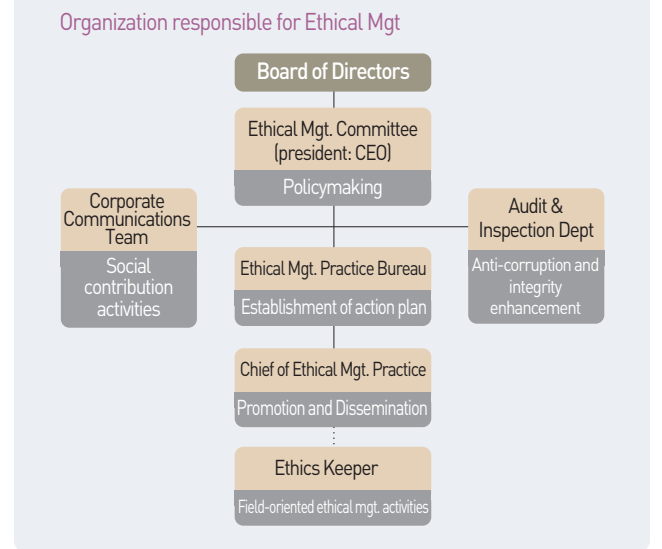 Organization responsible for Ethical Mgt
Board of Directors
Ethical Mgt. Committee
(president: CEO)
Policymaking
Corporate
Communications
Team
Social
contribution
activities
Audit &
Inspection Dept
Anti-corruption and
integrity
enhancement
Ethical Mgt. Practice Bureau
Establishment of action plan
Chief of Ethical Mgt. Practice
Promotion and Dissemination
Ethics Keeper
Field-oriented ethical mgt. activities